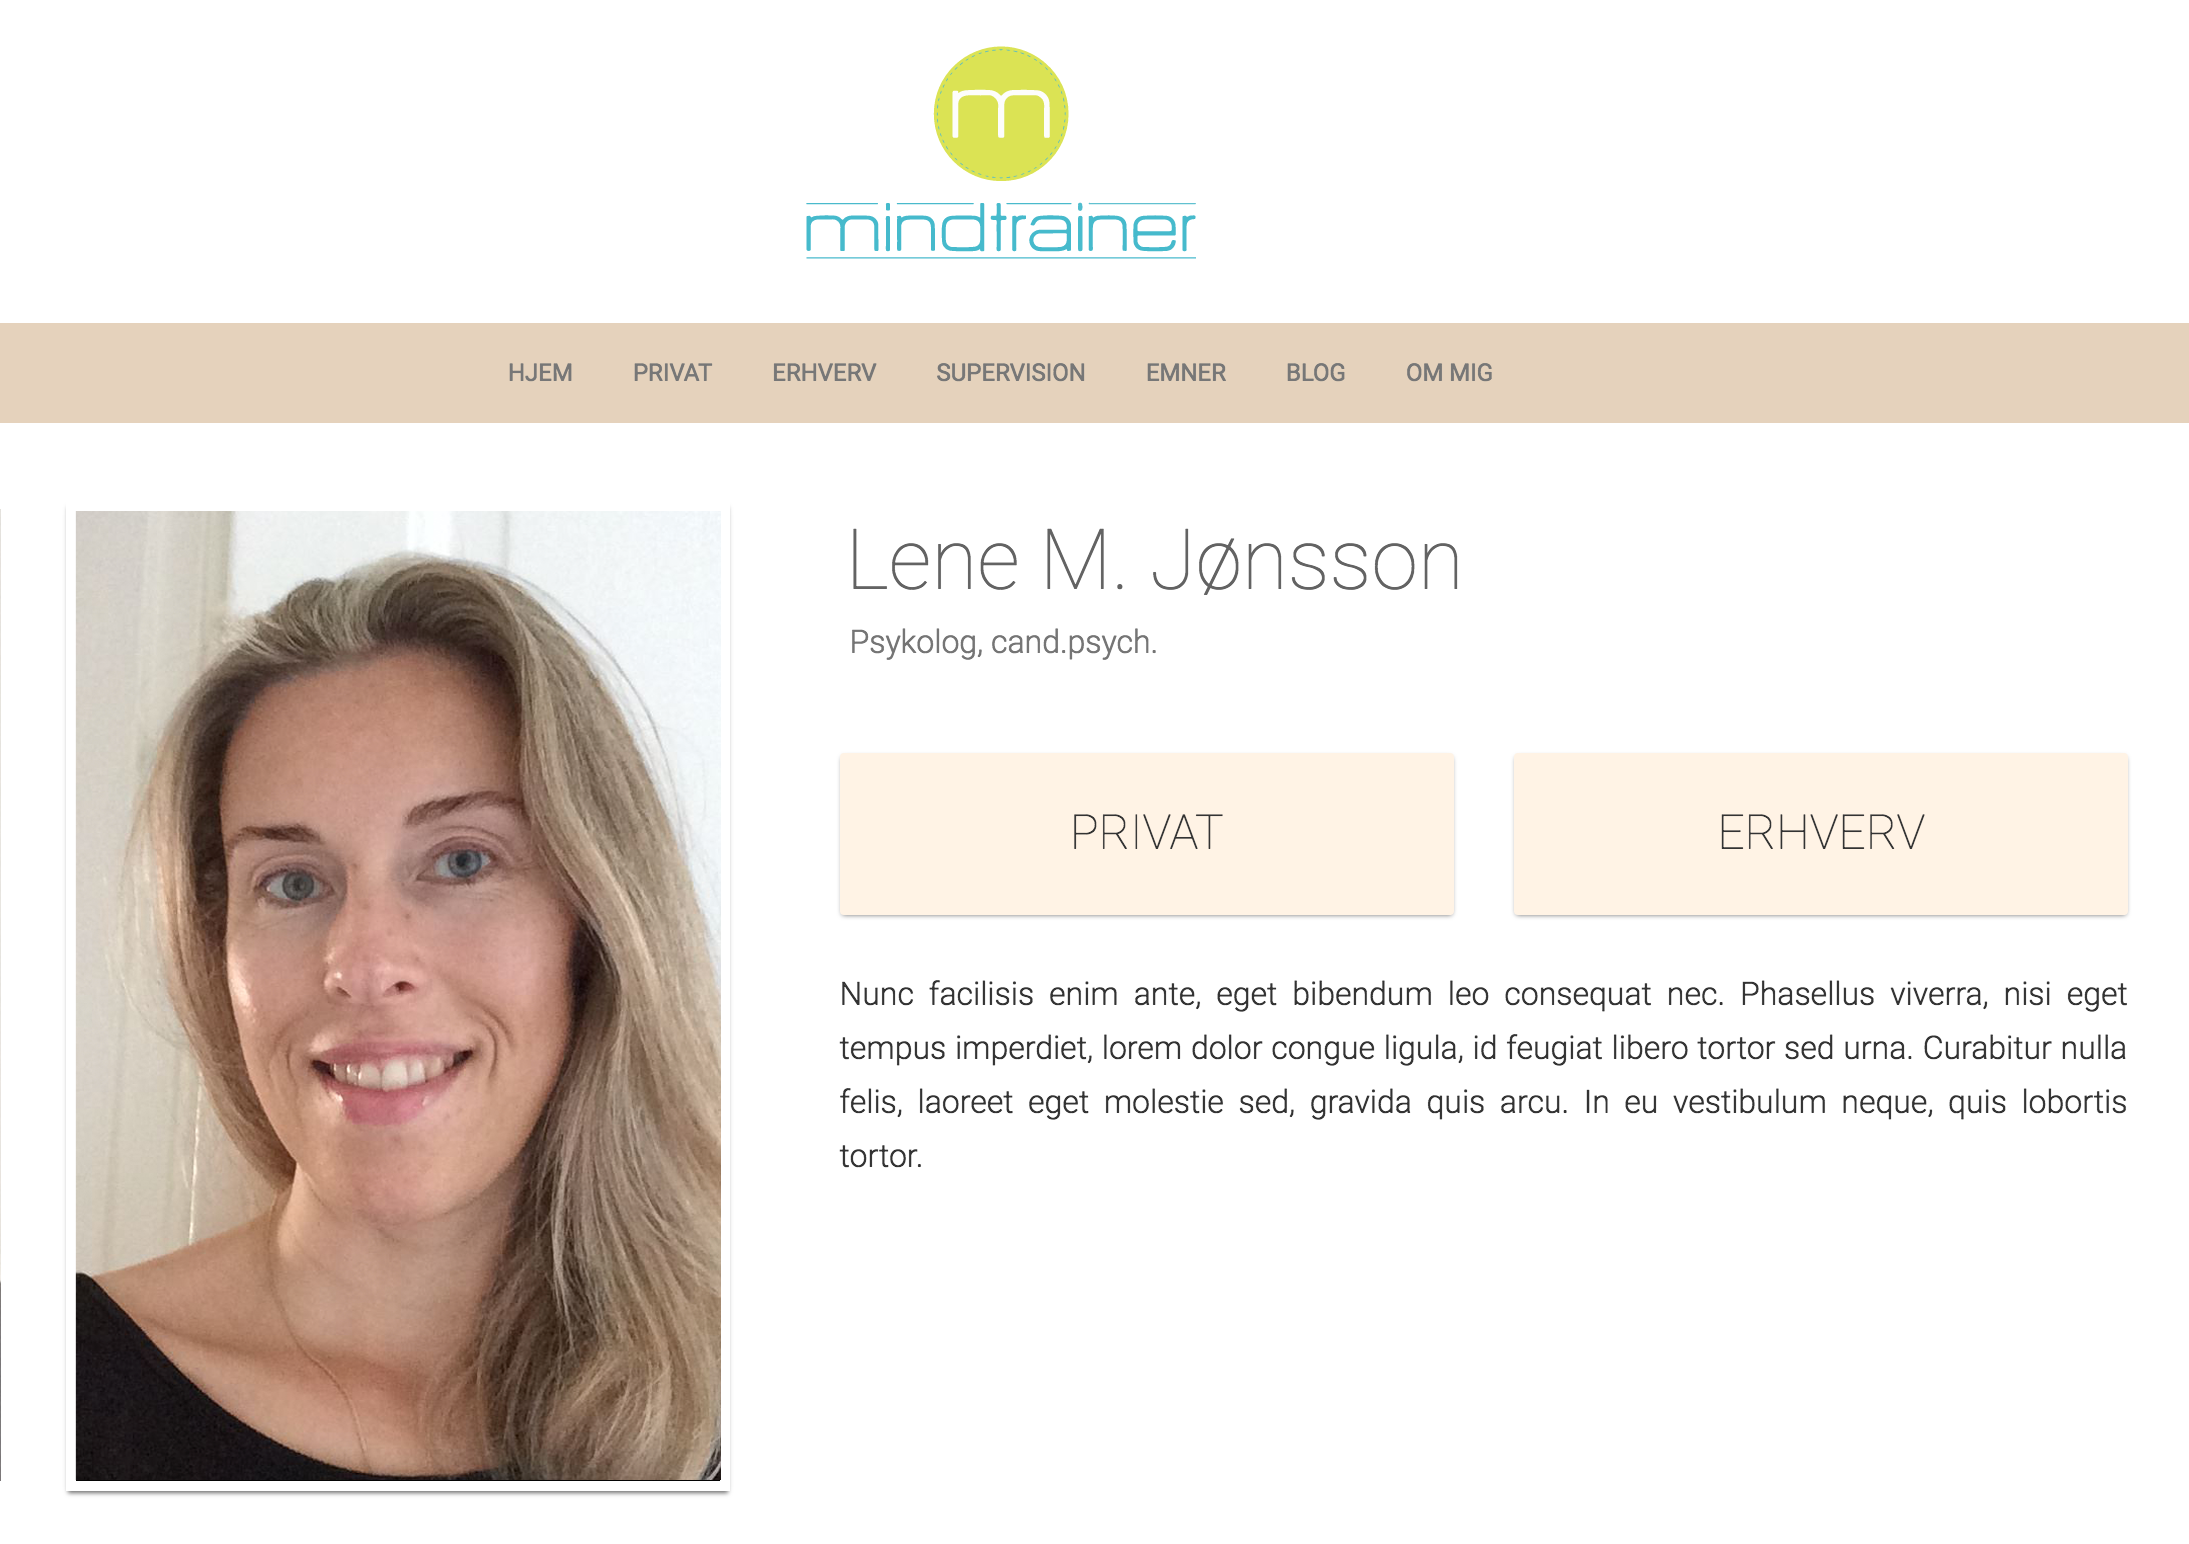 m
mindtrainer
HJEM PRIVAT ERHVERV SUPERVISION EMNER BLOG OM MIG
Lene M. Jønsson
Psykolog, cand.psych.
PRIVAT ERHVERV
Nunc facilisis enim ante, eget bibendum leo consequat nec. Phasellus viverra, nisi eget
tempus imperdiet, lorem dolor congue ligula, id feugiat libero tortor sed urna. Curabitur nulla
felis, laoreet eget molestie sed, gravida quis arcu. In eu vestibulum neque, quis lobortis
tortor.